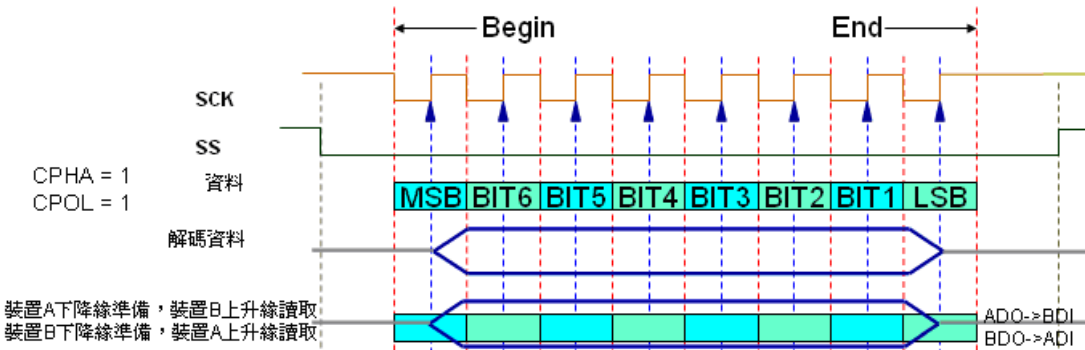 Begin End
SCK
SS
CPHA = 1
CPOL = 1
資料
MSB BIT6 BIT5 BIT4 BIT3 BIT2 BIT1 LSB
解碼資料
裝置A下降緣準備，裝置B上升緣讀取
裝置B下降緣準備，裝置A上升緣讀取
ADO->BDI
BDO->ADI